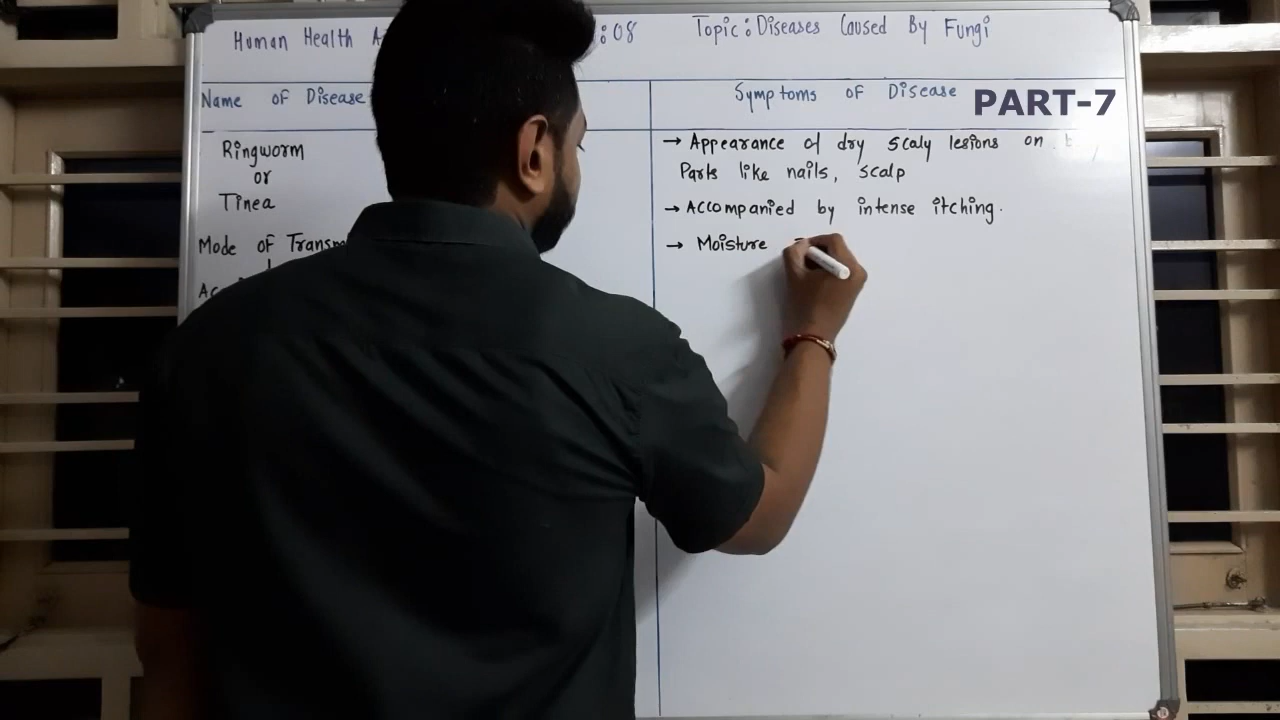 Human Health A :08 Topic: Diseases Caused By Fungi
Name of Disease Symptoms of Disease
PART-7
Ringworm
or
Tinea
Mode of Transm
→ Appearance of dry scaly lesions on
Parts like nails, scalp
→ Accompanied by intense itching.
→ Moisture